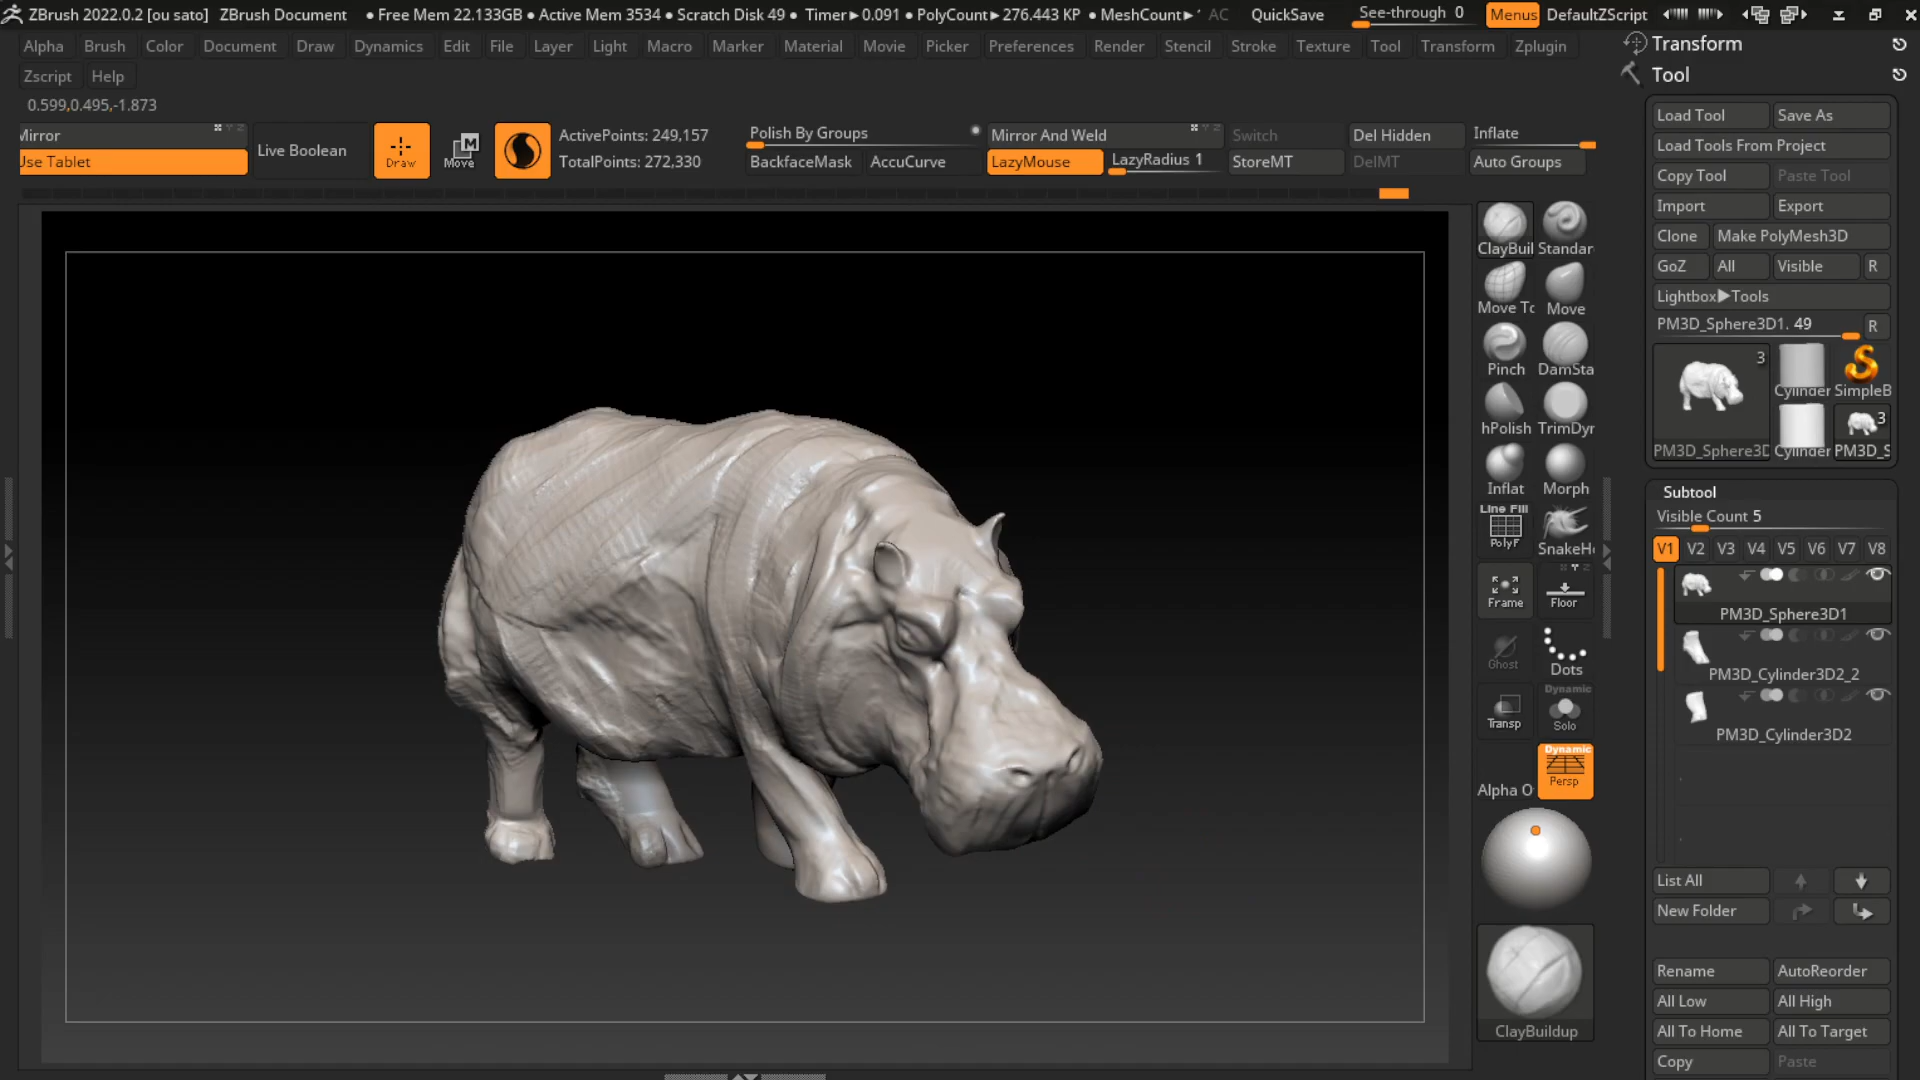 ZBrush 2022.0.2 [ou sato] ZBrush Document • Free Mem 22.133GB • Active Mem 3534 • Scratch Disk 49 • Timer▶0.091 • PolyCount▶276.443 KP • MeshCount▶ AC QuickSave See-through 0 Menus DefaultZScript
Alpha Brush Color Document Draw Dynamics Edit File Layer Light Macro Marker Material Movie Picker Preferences Render Stencil Stroke Texture Tool Transform Zplugin
Zscript Help
0.599,0.495,-1.873
Mirror
Use Tablet
Live Boolean
Draw
Move
M
ActivePoints: 249,157
TotalPoints: 272,330
Polish By Groups
BackfaceMask AccuCurve
Mirror And Weld
LazyMouse LazyRadius 1
Switch Del Hidden
StoreMT DelMT
Inflate
Auto Groups
ClayBuil Standar
Move To Move
Pinch DamSta
hPolish TrimDyn
Inflat Morph
Line Fill
PolyF SnakeH
Frame Floor
Ghost Dots
Transp
Dynamic
Solo
Dynamic
Persp
Alpha O
ClayBuildup
Transform
Tool
Load Tool Save As
Load Tools From Project
Copy Tool Paste Tool
Import Export
Clone Make PolyMesh3D
GoZ All Visible R
Lightbox▶Tools
PM3D_Sphere3D1. 49 R
3
Cylinder SimpleB
3
PM3D_Sphere3D Cylinder PM3D_S
Subtool
Visible Count 5
V1 V2 V3 V4 V5 V6 V7 V8
PM3D_Sphere3D1
PM3D_Cylinder3D2_2
PM3D_Cylinder3D2
List All
New Folder
Rename AutoReorder
All Low All High
All To Home All To Target
Copy Paste